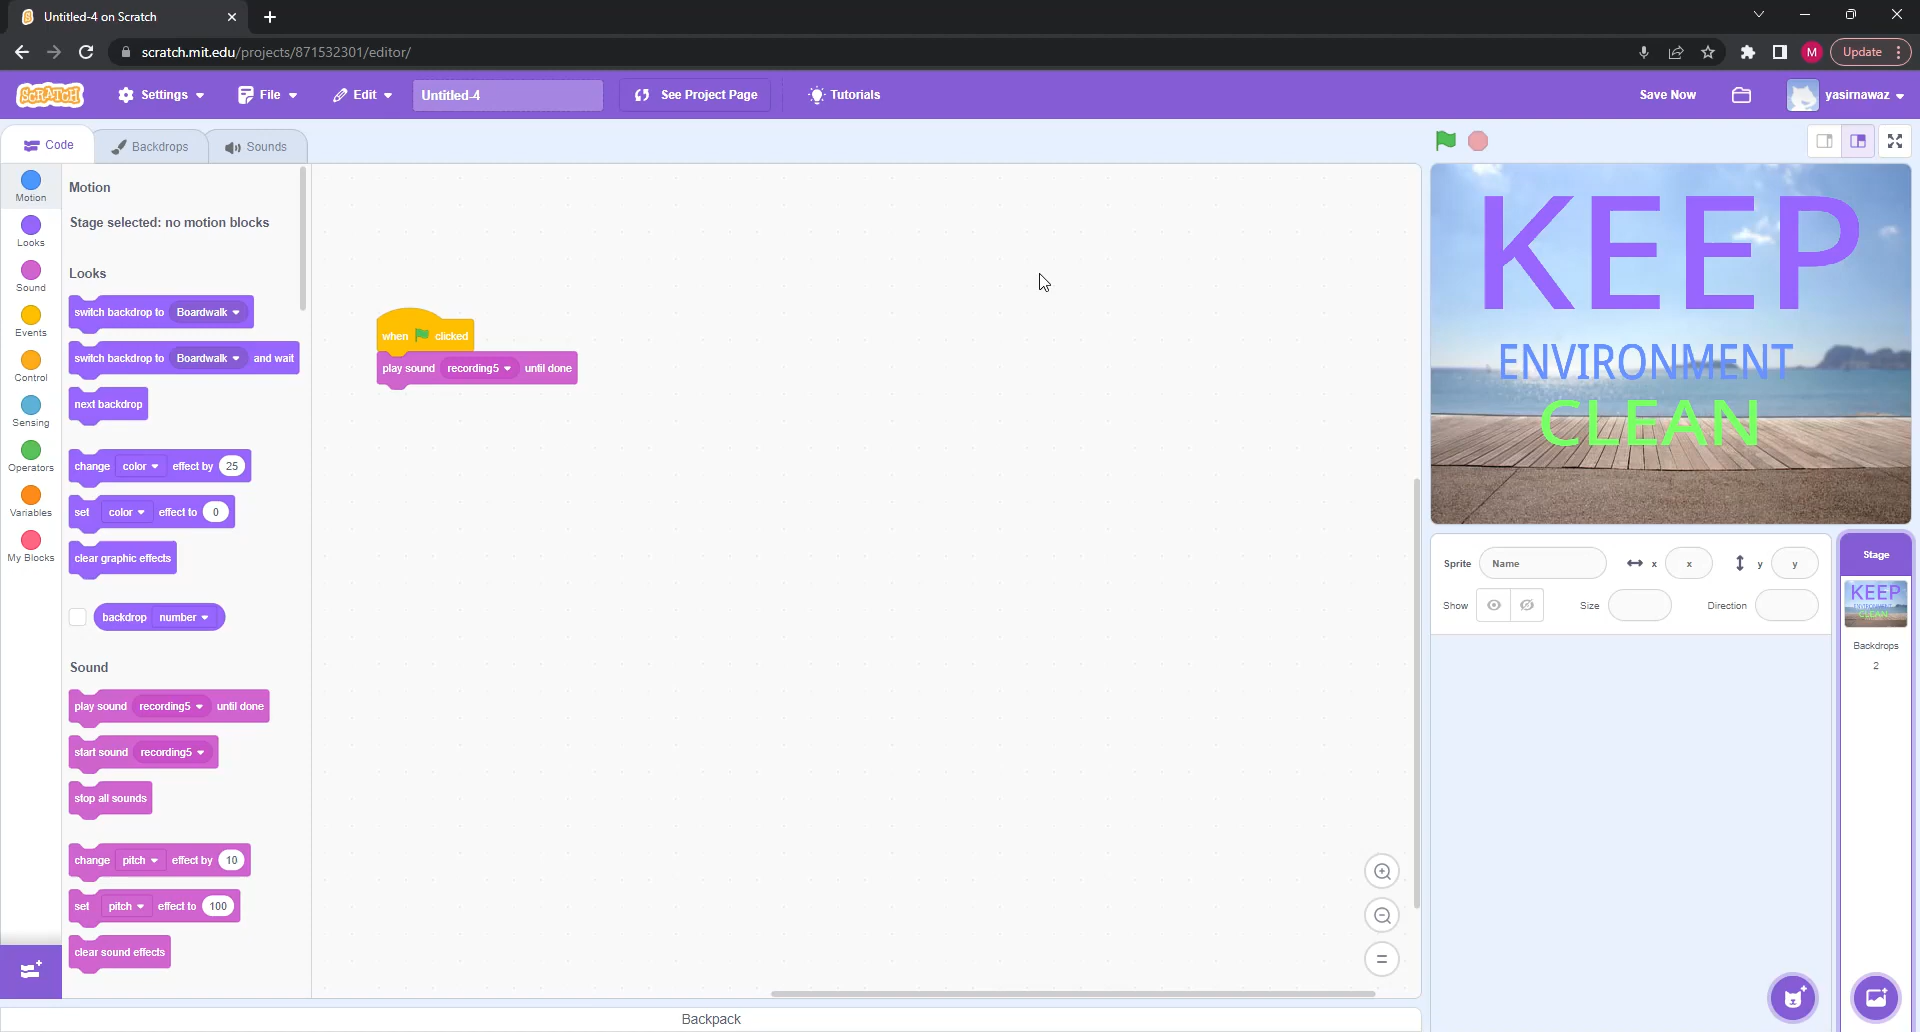 Untitled-4 on Scratch
scratch.mit.edu/projects/871532301/editor/
M
Update
SCRATCH
Settings
File
Edit
Untitled-4
See Project Page
Tutorials
Save Now
yasirnawaz
Code
Backdrops
Sounds
Motion
Looks
Sound
Events
Control
Sensing
Operators
Variables
My Blocks
Motion
Stage selected: no motion blocks
Looks
switch backdrop to Boardwalk
switch backdrop to Boardwalk and wait
next backdrop
change color effect by 25
set color effect to 0
clear graphic effects
backdrop number
Sound
play sound recording5 until done
start sound recording5
stop all sounds
change pitch effect by 10
set pitch effect to 100
clear sound effects
when clicked
play sound recording5 until done
KEEP
ENVIRONMENT
CLEAN
Sprite Name x x y y
Show Size Direction
Stage
KEEP
ENVIRONMENT
CLEAN
Backdrops
2
Backpack